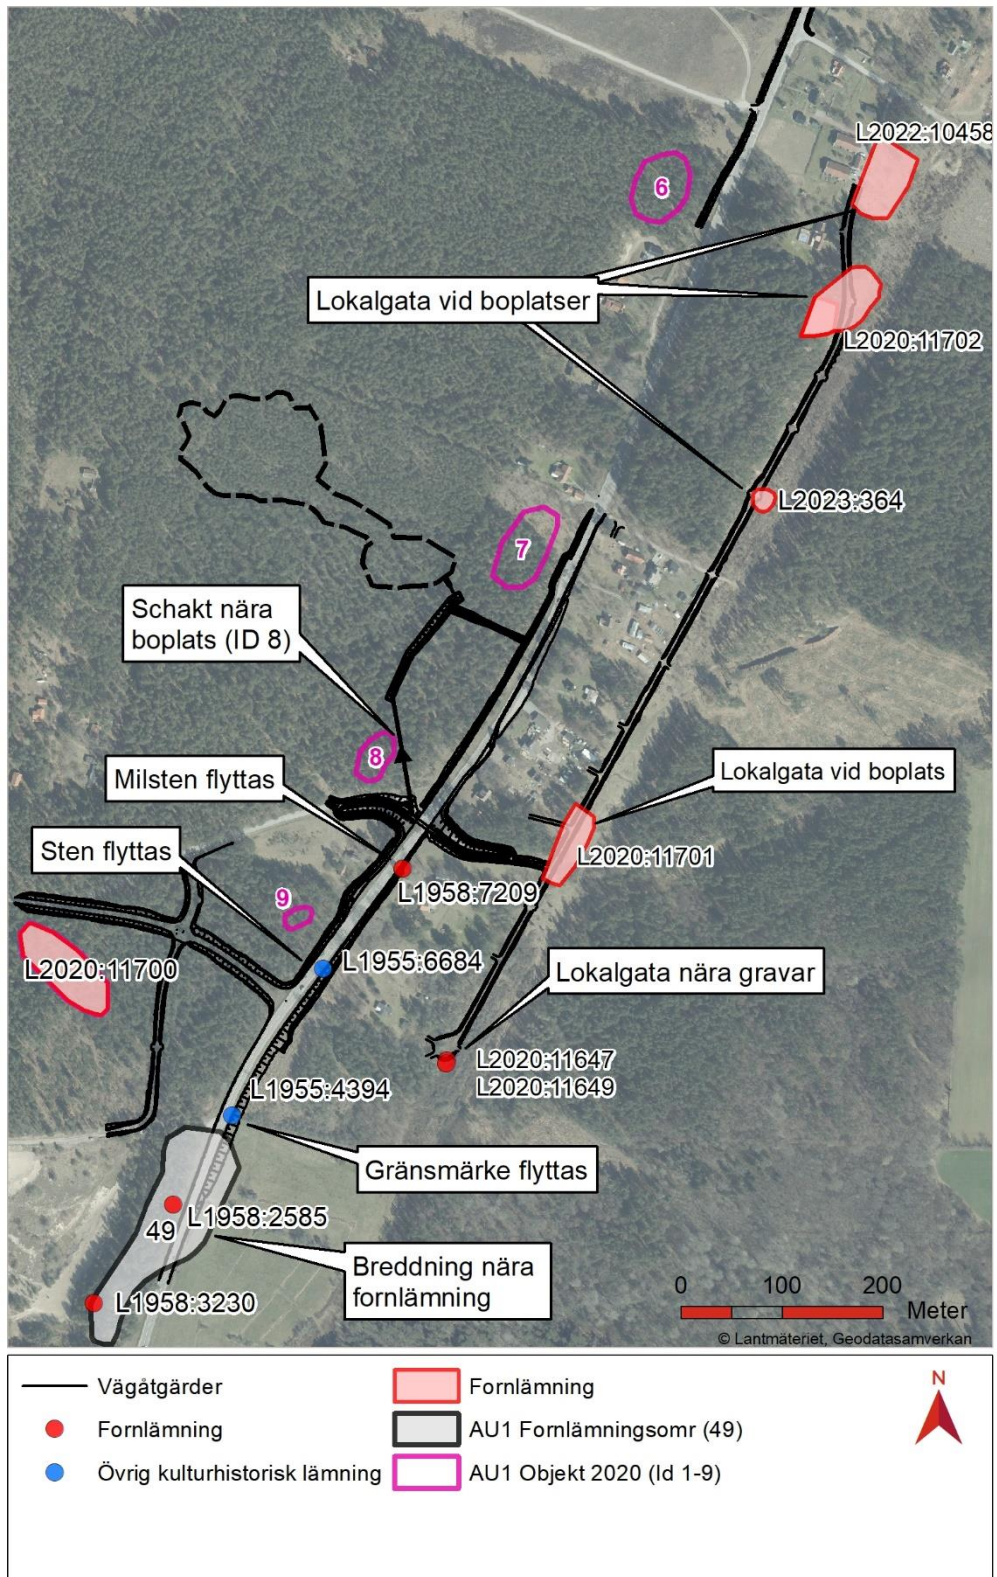 L2022:10458
6
Lokalgata vid boplatser
L2020:11702
L2023:364
7
Schakt nära
boplats (ID 8)
8
Milsten flyttas
Lokalgata vid boplats
Sten flyttas
L2020:11701
L1958:7209
9
L2020:11700
L1955:6684
Lokalgata nära gravar
L2020:11647
L2020:11649
L1955:4394
Gränsmärke flyttas
L1958:2585
49
Breddning nära
fornlämning
L1958:3230
0 100 200
Meter
© Lantmäteriet, Geodatasamverkan
Vägåtgärder
Fornlämning
Övrig kulturhistorisk lämning
Fornlämning
AU1 Fornlämningsomr (49)
AU1 Objekt 2020 (Id 1-9)
N